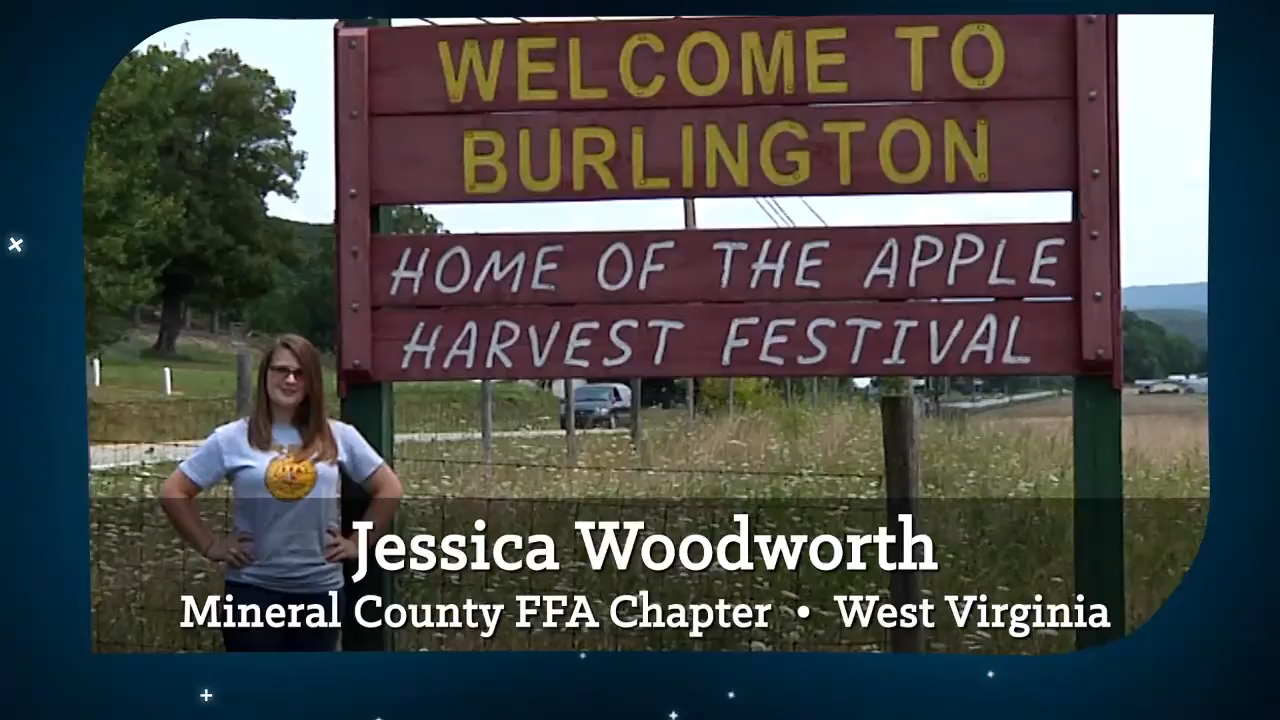 WELCOME TO
BURLINGTON
HOME OF THE APPLE
HARVEST FESTIVAL
Jessica Woodworth
Mineral County FFA Chapter • West Virginia